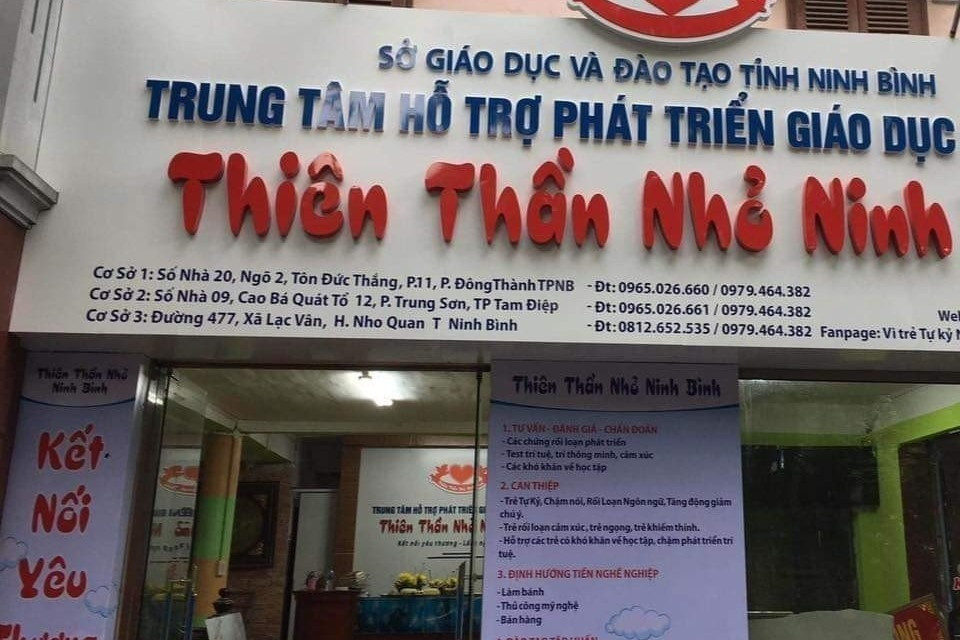 SỞ GIÁO DỤC VÀ ĐÀO TẠO TỈNH NINH BÌNH
TRUNG TÂM HỖ TRỢ PHÁT TRIỂN GIÁO DỤC
Thiên Thần Nhỏ Ninh
Cơ Sở 1: Số Nhà 20, Ngõ 2, Tôn Đức Thắng, P.11, P. ĐôngThànhTPNB - Đt: 0965.026.660 / 0979.464.382
Cơ Sở 2: Số Nhà 09, Cao Bá Quát Tổ 12, P. Trung Sơn, TP Tam Điệp - Đt: 0965.026.661 / 0979.464.382
Cơ Sở 3: Đường 477, Xã Lạc Vân, H. Nho Quan T Ninh Bình - Đt: 0812.652.535 / 0979.464.382 Fanpage: Vì trẻ Tự kỷ
Thiên Thần Nhỏ
Ninh Bình
Kết
Nối
Yêu
Thương
Thiên Thần Nhỏ Ninh Bình
1. TƯ VẤN - ĐÁNH GIÁ - CHẨN ĐOÁN
- Các chứng rối loạn phát triển
- Test trí tuệ, trí thông minh, cảm xúc
- Các khó khăn về học tập
2. CAN THIỆP
- Trẻ Tự Kỷ, Chậm nói, Rối Loạn Ngôn ngữ, Tăng động giảm
chú ý.
- Trẻ rối loạn cảm xúc, trẻ ngọng, trẻ khiếm thính.
- Hỗ trợ các trẻ có khó khăn về học tập, chậm phát triển trí
tuệ.
3. ĐỊNH HƯỚNG TIỀN NGHỀ NGHIỆP
- Làm bánh
- Thủ công mỹ nghệ
- Bán hàng
TRUNG TÂM HỖ TRỢ PHÁT TRIỂN
Thiên Thần Nhỏ
Kết nối yêu thương